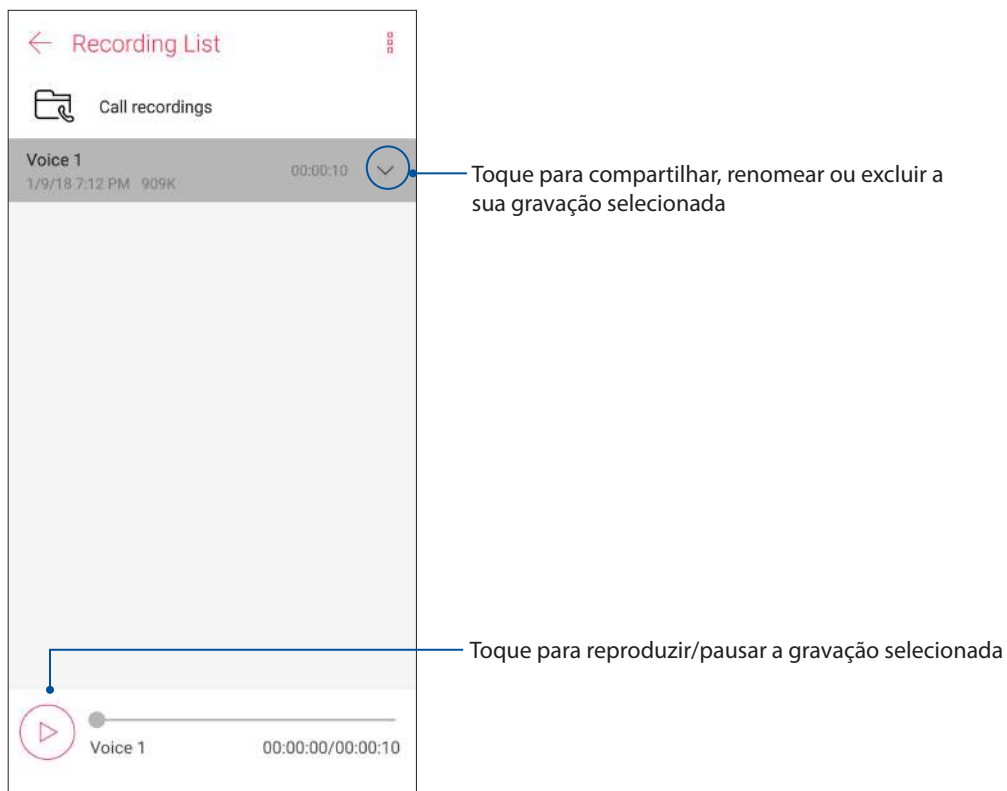 Recording List
Call recordings
Voice 1
1/9/18 7:12 PM 909K
00:00:10
Toque para compartilhar, renomear ou excluir a
sua gravação selecionada
Toque para reproduzir/pausar a gravação selecionada
Voice 1
00:00:00/00:00:10